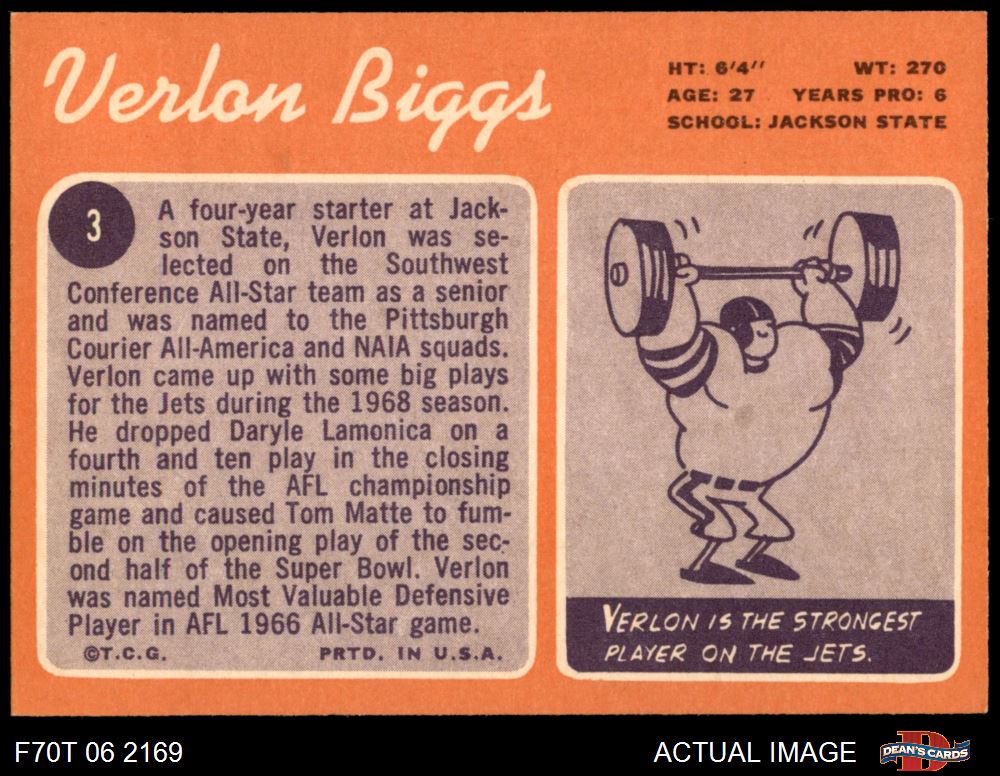 Verlon Biggs
HT: 6'4" WT: 270
AGE: 27 YEARS PRO: 6
SCHOOL: JACKSON STATE
3
A four-year starter at Jack-
son State, Verlon was se-
lected on the Southwest
Conference All-Star team as a senior
and was named to the Pittsburgh
Courier All-America and NAIA squads.
Verlon came up with some big plays
for the Jets during the 1968 season.
He dropped Daryle Lamonica on a
fourth and ten play in the closing
minutes of the AFL championship
game and caused Tom Matte to fum-
ble on the opening play of the sec-
ond half of the Super Bowl. Verlon
was named Most Valuable Defensive
Player in AFL 1966 All-Star game.
©T.C.G. PRTD. IN U.S.A.
VERLON IS THE STRONGEST
PLAYER ON THE JETS.
F70T 06 2169 ACTUAL IMAGE DEAN'S CARDS